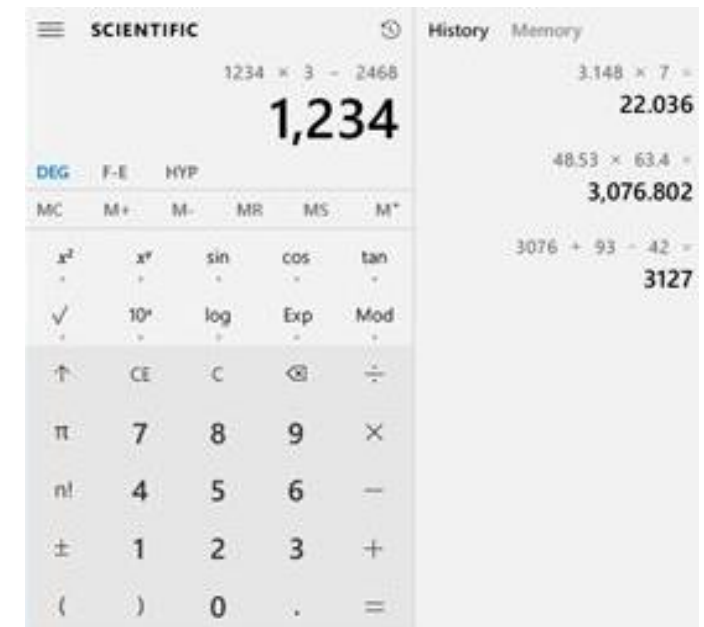 SCIENTIFIC
1234 × 3 - 2468
1,234
DEG F-E HYP
MC M+ M- MR MS M*
x² xʸ sin cos tan
√ 10ˣ log Exp Mod
↑ CE C ⌫ ÷
π 7 8 9 ×
n! 4 5 6 −
± 1 2 3 +
( ) 0 . =
History Memory
3.148 × 7 =
22.036
48.53 × 63.4 =
3,076.802
3076 + 93 - 42 =
3127